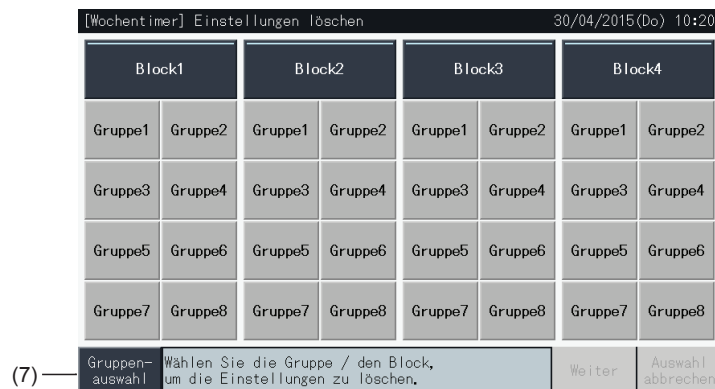 [Wochentimer] Einstellungen löschen 30/04/2015(Do) 10:20
Block1 Block2 Block3 Block4
Gruppe1 Gruppe2 Gruppe1 Gruppe2 Gruppe1 Gruppe2 Gruppe1 Gruppe2
Gruppe3 Gruppe4 Gruppe3 Gruppe4 Gruppe3 Gruppe4 Gruppe3 Gruppe4
Gruppe5 Gruppe6 Gruppe5 Gruppe6 Gruppe5 Gruppe6 Gruppe5 Gruppe6
Gruppe7 Gruppe8 Gruppe7 Gruppe8 Gruppe7 Gruppe8 Gruppe7 Gruppe8
(7)
Gruppen-
auswahl
Wählen Sie die Gruppe / den Block,
um die Einstellungen zu löschen.
Weiter
Auswahl
abbrechen